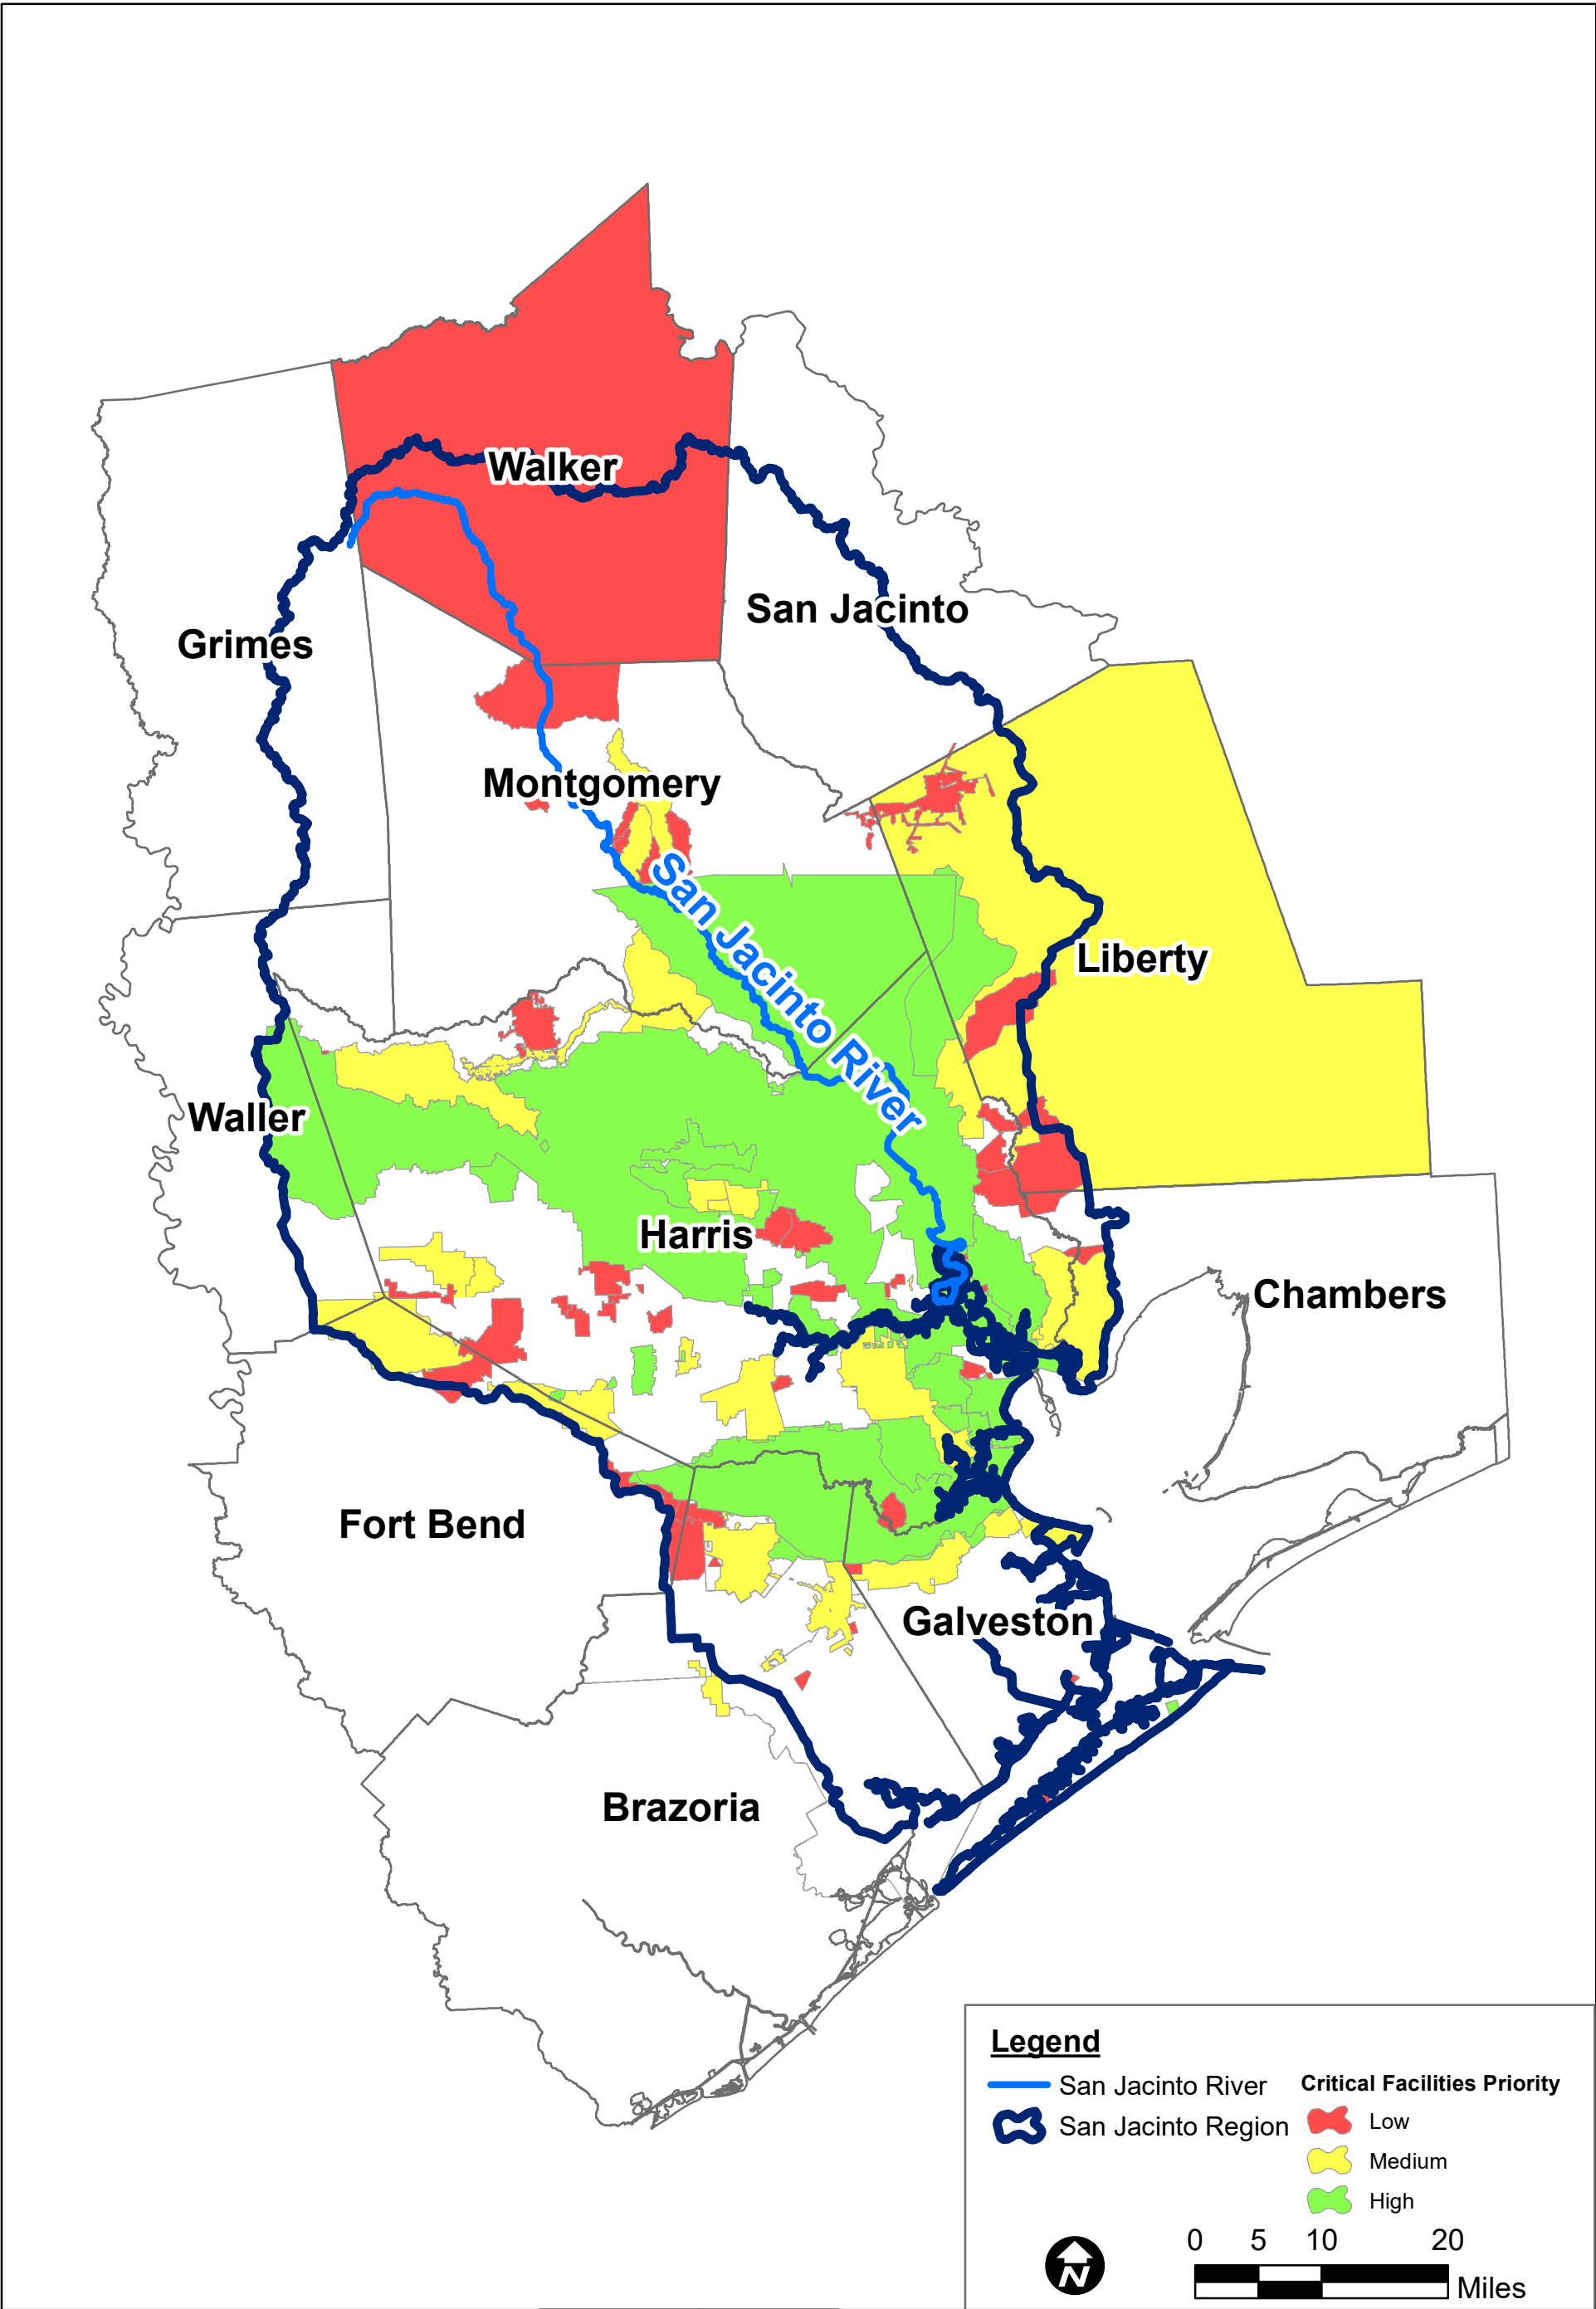 Walker
San Jacinto
Grimes
Montgomery
San Jacinto River
Liberty
Waller
Harris
Chambers
Fort Bend
Galveston
Brazoria
Legend
San Jacinto River
San Jacinto Region
Critical Facilities Priority
Low
Medium
High
N
0 5 10 20
Miles